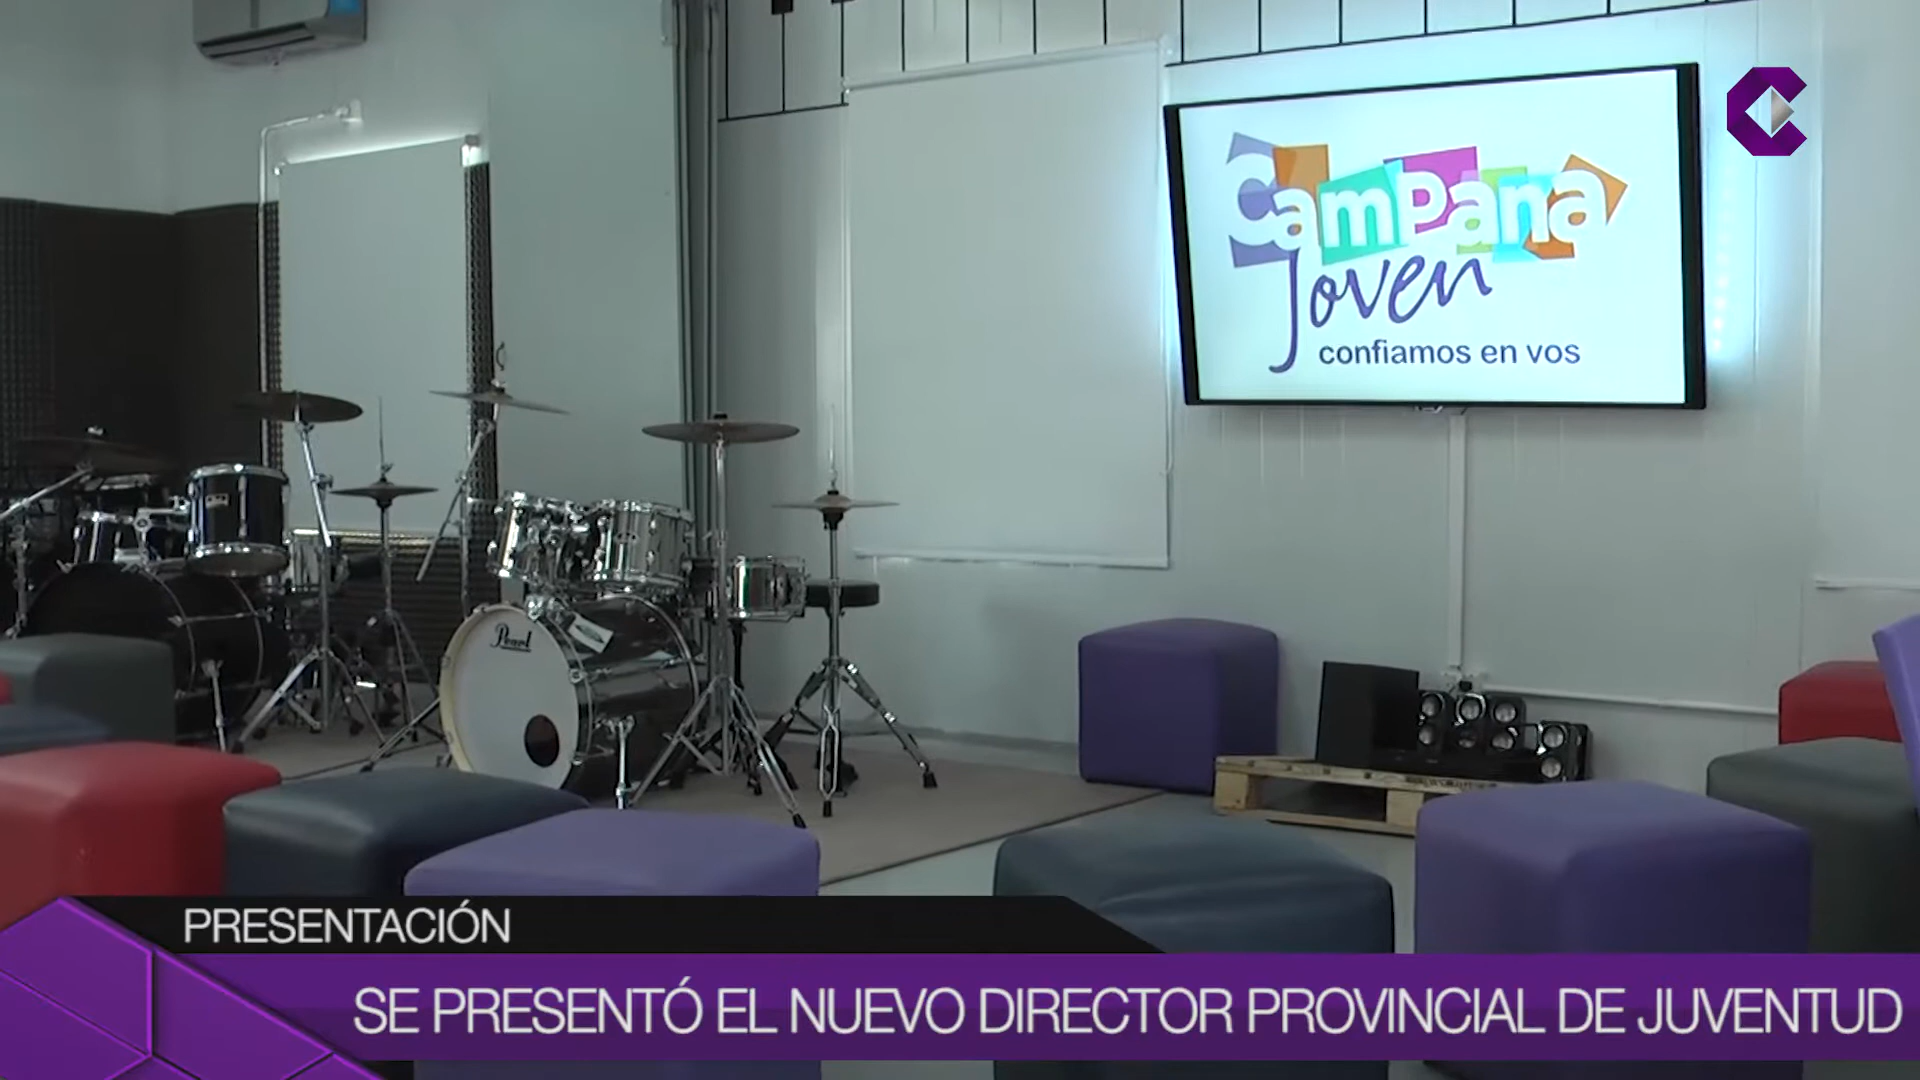 CamPana
Joven
confiamos en vos
Pearl
PRESENTACIÓN
SE PRESENTÓ EL NUEVO DIRECTOR PROVINCIAL DE JUVENTUD